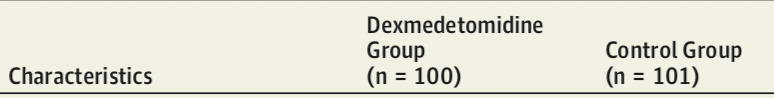 Dexmedetomidine
Group Control Group
Characteristics (n = 100) (n = 101)